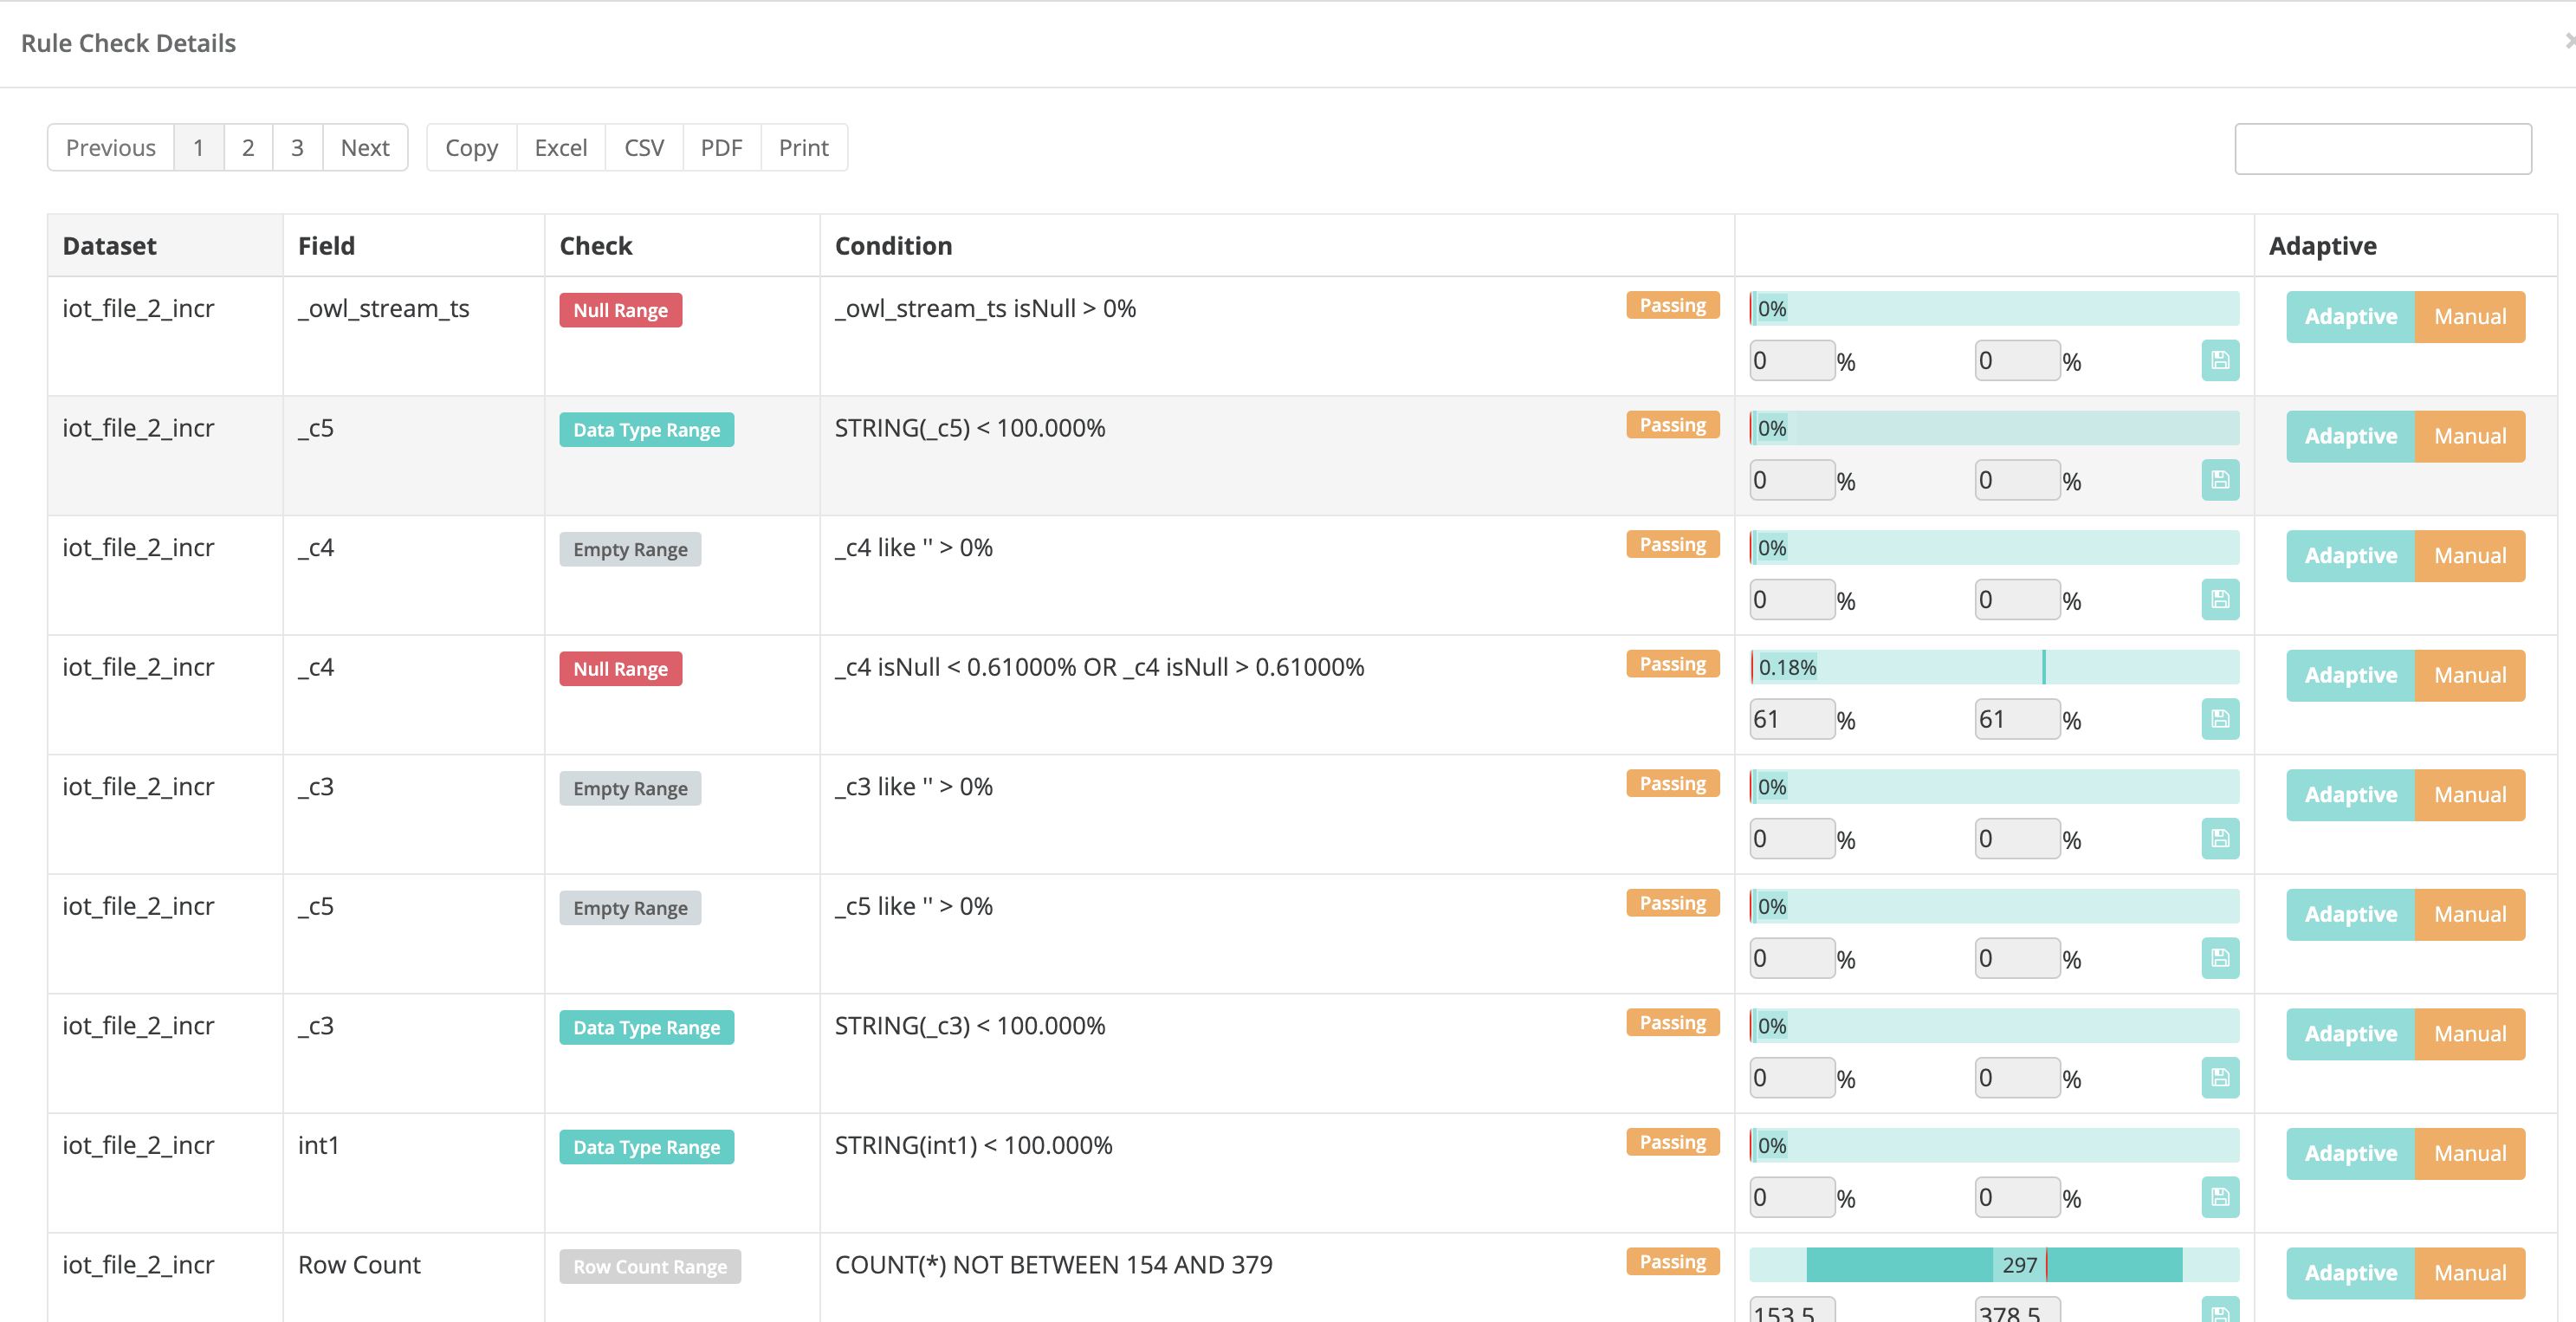 Rule Check Details
Previous 1 2 3 Next Copy Excel CSV PDF Print
Dataset Field Check Condition Adaptive
iot_file_2_incr _owl_stream_ts Null Range _owl_stream_ts isNull > 0% Passing 0% Adaptive Manual
0 % 0 %
iot_file_2_incr _c5 Data Type Range STRING(_c5) < 100.000% Passing 0% Adaptive Manual
0 % 0 %
iot_file_2_incr _c4 Empty Range _c4 like '' > 0% Passing 0% Adaptive Manual
0 % 0 %
iot_file_2_incr _c4 Null Range _c4 isNull < 0.61000% OR _c4 isNull > 0.61000% Passing 0.18% Adaptive Manual
61 % 61 %
iot_file_2_incr _c3 Empty Range _c3 like '' > 0% Passing 0% Adaptive Manual
0 % 0 %
iot_file_2_incr _c5 Empty Range _c5 like '' > 0% Passing 0% Adaptive Manual
0 % 0 %
iot_file_2_incr _c3 Data Type Range STRING(_c3) < 100.000% Passing 0% Adaptive Manual
0 % 0 %
iot_file_2_incr int1 Data Type Range STRING(int1) < 100.000% Passing 0% Adaptive Manual
0 % 0 %
iot_file_2_incr Row Count Row Count Range COUNT(*) NOT BETWEEN 154 AND 379 Passing 297 Adaptive Manual
153.5 378.5